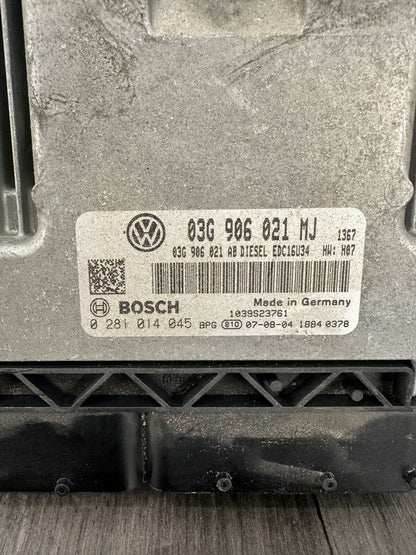 03G 906 021 MJ 1367
03G 906 021 AB DIESEL EDC16U34 HW: H07
BOSCH Made in Germany
1039S23761
0 281 014 045 BPG 810 07-08-04 1884 0378